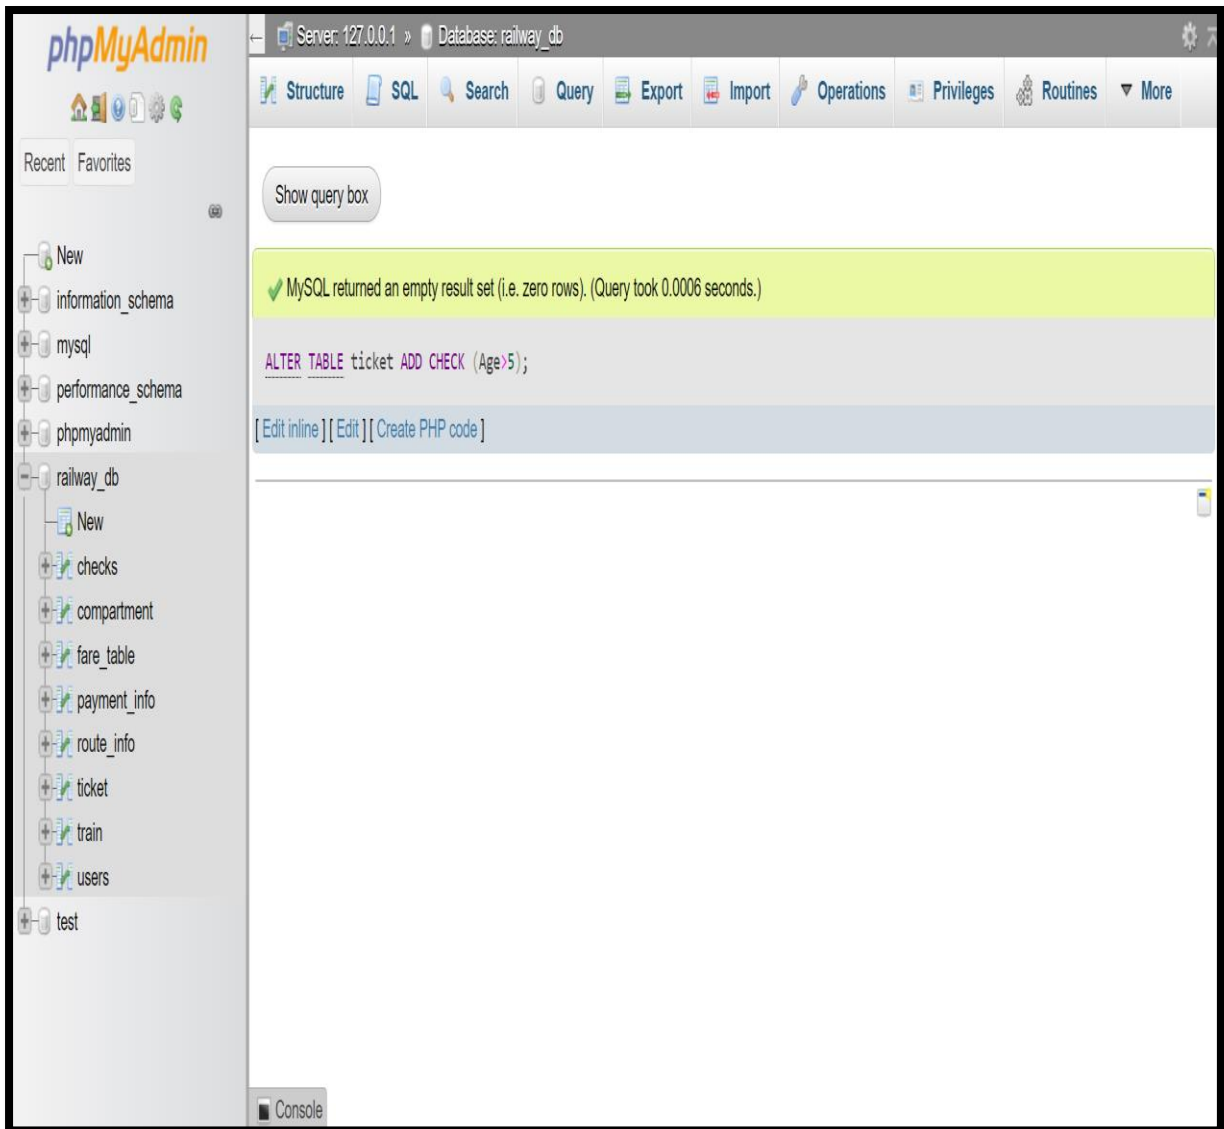 phpMyAdmin
Recent Favorites
New
information_schema
mysql
performance_schema
phpmyadmin
railway_db
New
checks
compartment
fare_table
payment_info
route_info
ticket
train
users
test
Server: 127.0.0.1 » Database: railway_db
Structure SQL Search Query Export Import Operations Privileges Routines More
Show query box
MySQL returned an empty result set (i.e. zero rows). (Query took 0.0006 seconds.)
ALTER TABLE ticket ADD CHECK (Age>5);
[ Edit inline ] [ Edit ] [ Create PHP code ]
Console